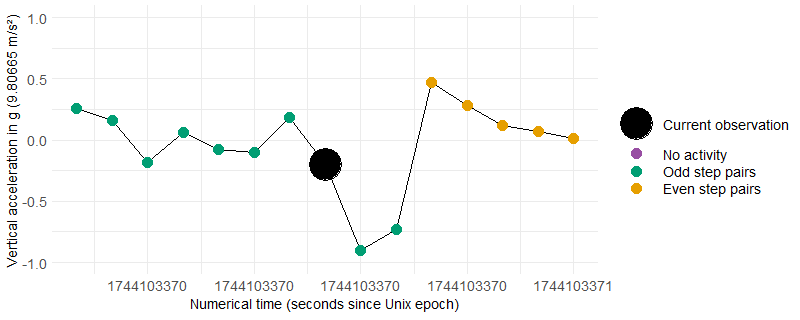 Vertical acceleration in g (9.80665 m/s²)
1.0
0.5
0.0
-0.5
-1.0
1744103370 1744103370 1744103370 1744103370 1744103371
Numerical time (seconds since Unix epoch)
Current observation
No activity
Odd step pairs
Even step pairs